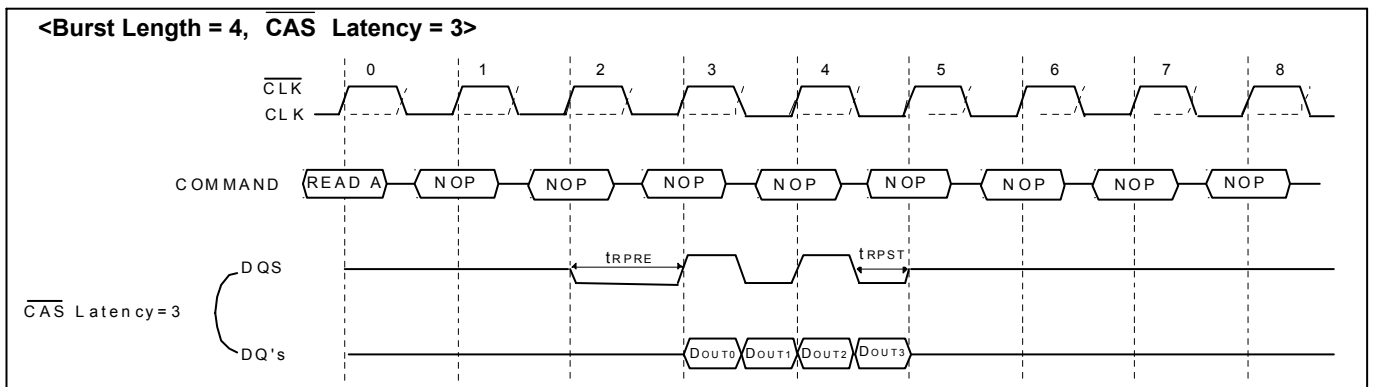 <Burst Length = 4, CAS Latency = 3>
0 1 2 3 4 5 6 7 8
CLK
CLK
COMMAND READ A NOP NOP NOP NOP NOP NOP NOP NOP
DQS tRPRE tRPST
CAS Latency=3
DQ's DOUT0 DOUT1 DOUT2 DOUT3